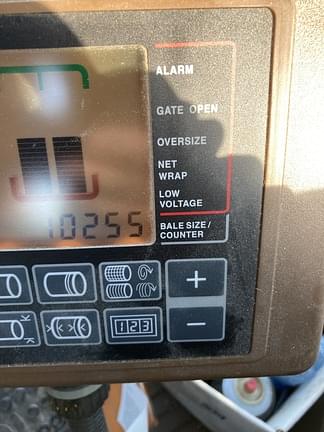 ALARM
GATE OPEN
OVERSIZE
NET
WRAP
LOW
VOLTAGE
10255
BALE SIZE/
COUNTER
+
123
−